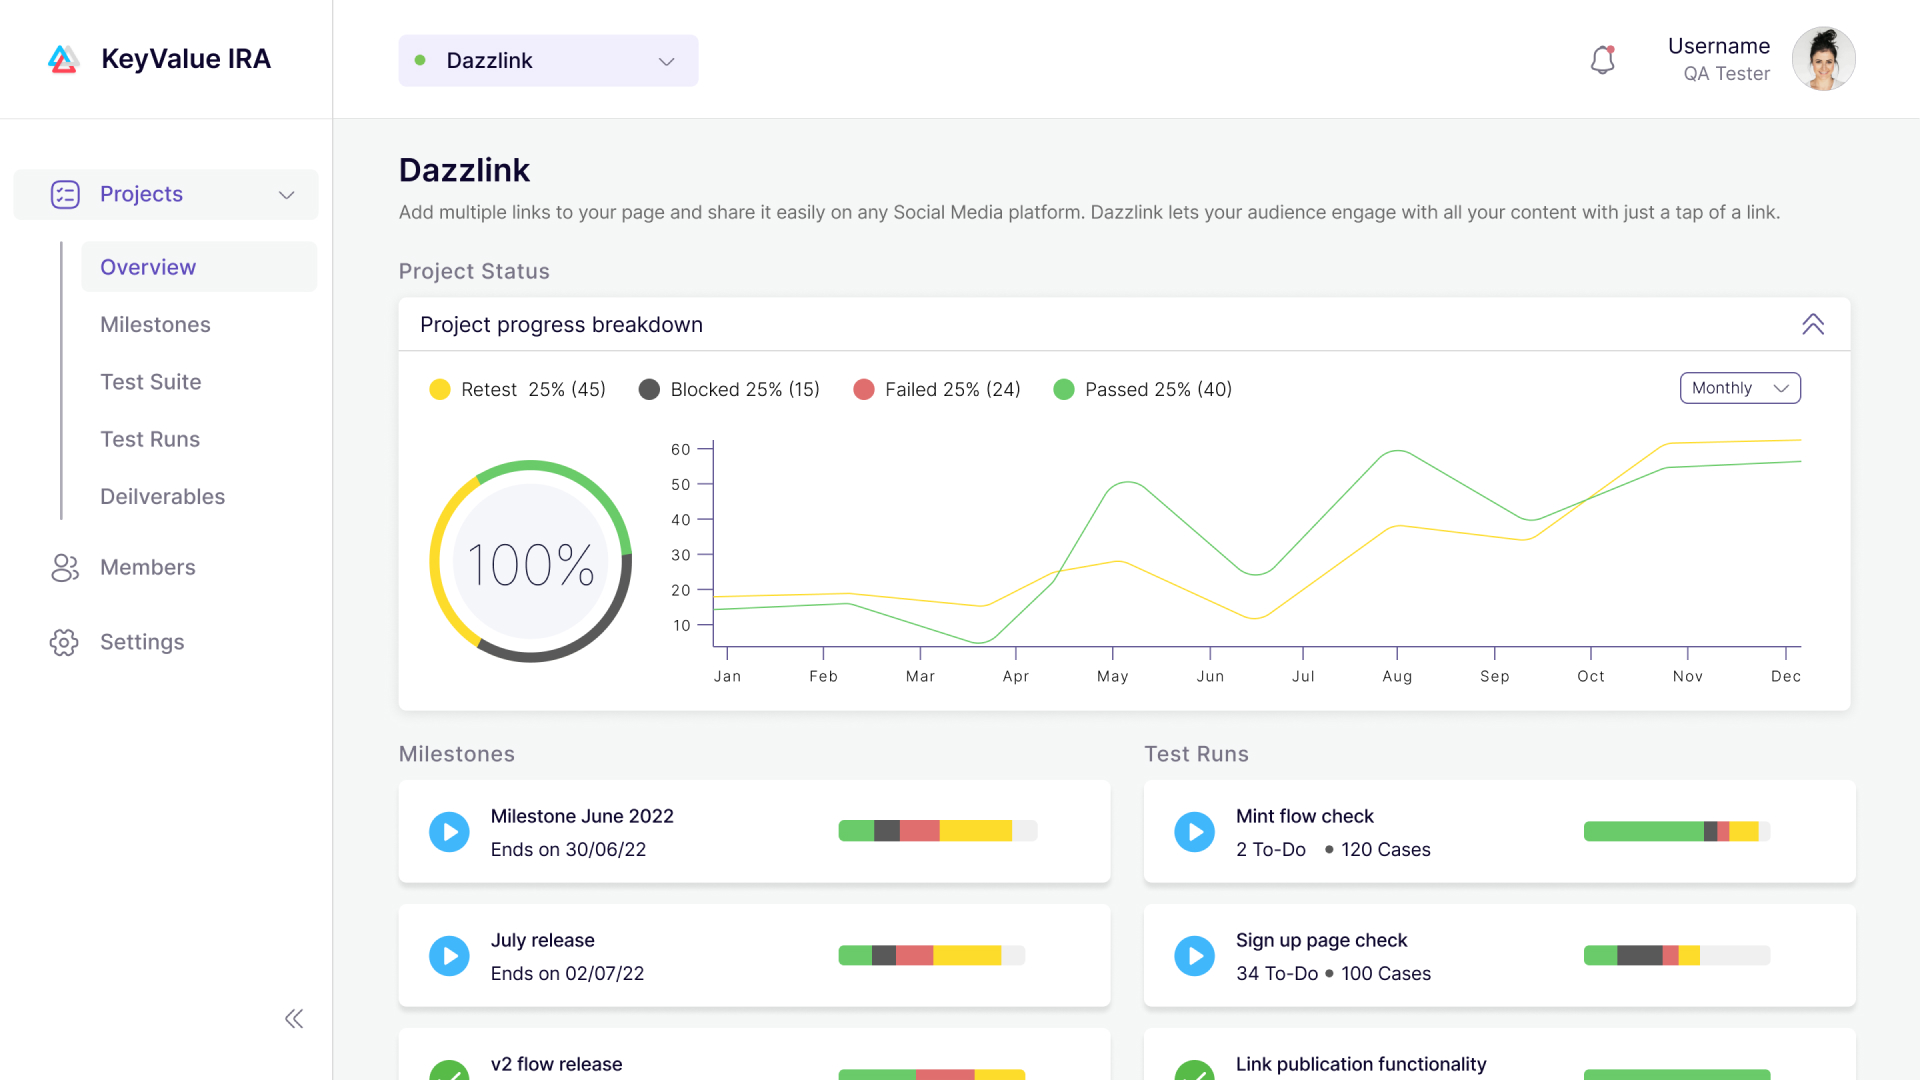 KeyValue IRA
Dazzlink
Username
QA Tester
Projects
Overview
Milestones
Test Suite
Test Runs
Deilverables
Members
Settings
Dazzlink
Add multiple links to your page and share it easily on any Social Media platform. Dazzlink lets your audience engage with all your content with just a tap of a link.
Project Status
Project progress breakdown
Retest 25% (45)
Blocked 25% (15)
Failed 25% (24)
Passed 25% (40)
Monthly
100%
60
50
40
30
20
10
Jan Feb Mar Apr May Jun Jul Aug Sep Oct Nov Dec
Milestones
Milestone June 2022
Ends on 30/06/22
July release
Ends on 02/07/22
v2 flow release
Test Runs
Mint flow check
2 To-Do • 120 Cases
Sign up page check
34 To-Do • 100 Cases
Link publication functionality